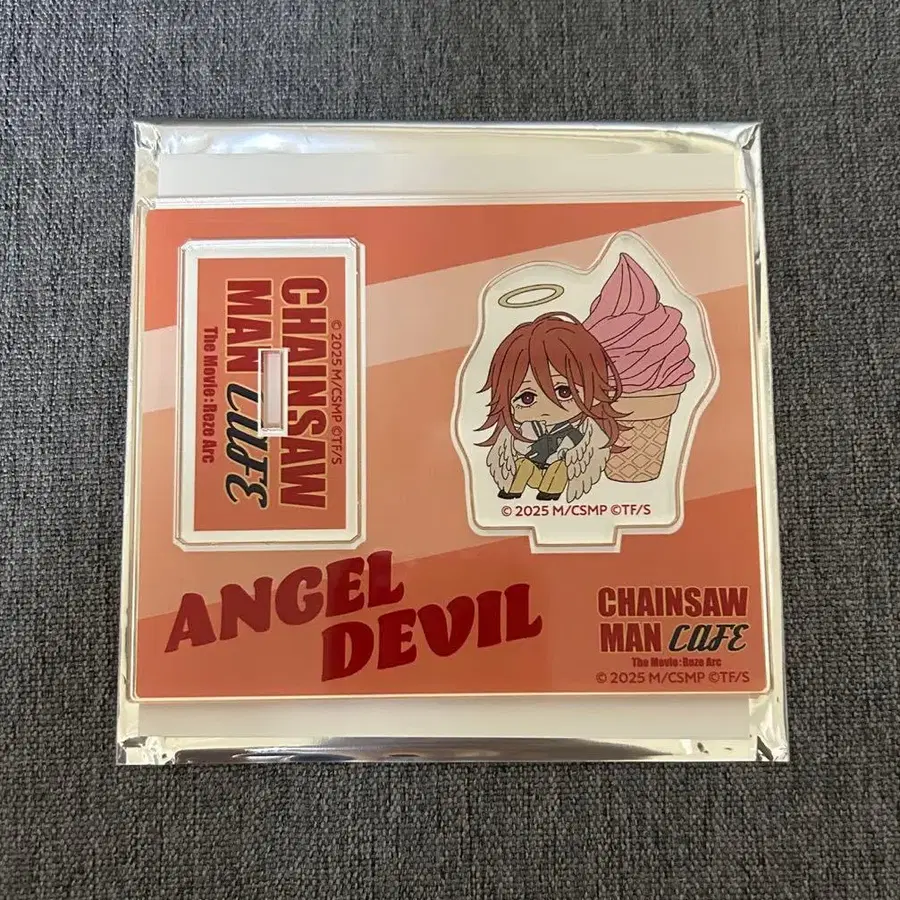 CHAINSAW
MAN CAFE
The Movie:Reze Arc
© 2025 M/CSMP ©TF/S
© 2025 M/CSMP ©TF/S
ANGEL
DEVIL
CHAINSAW
MAN CAFE
The Movie:Reze Arc
© 2025 M/CSMP ©TF/S